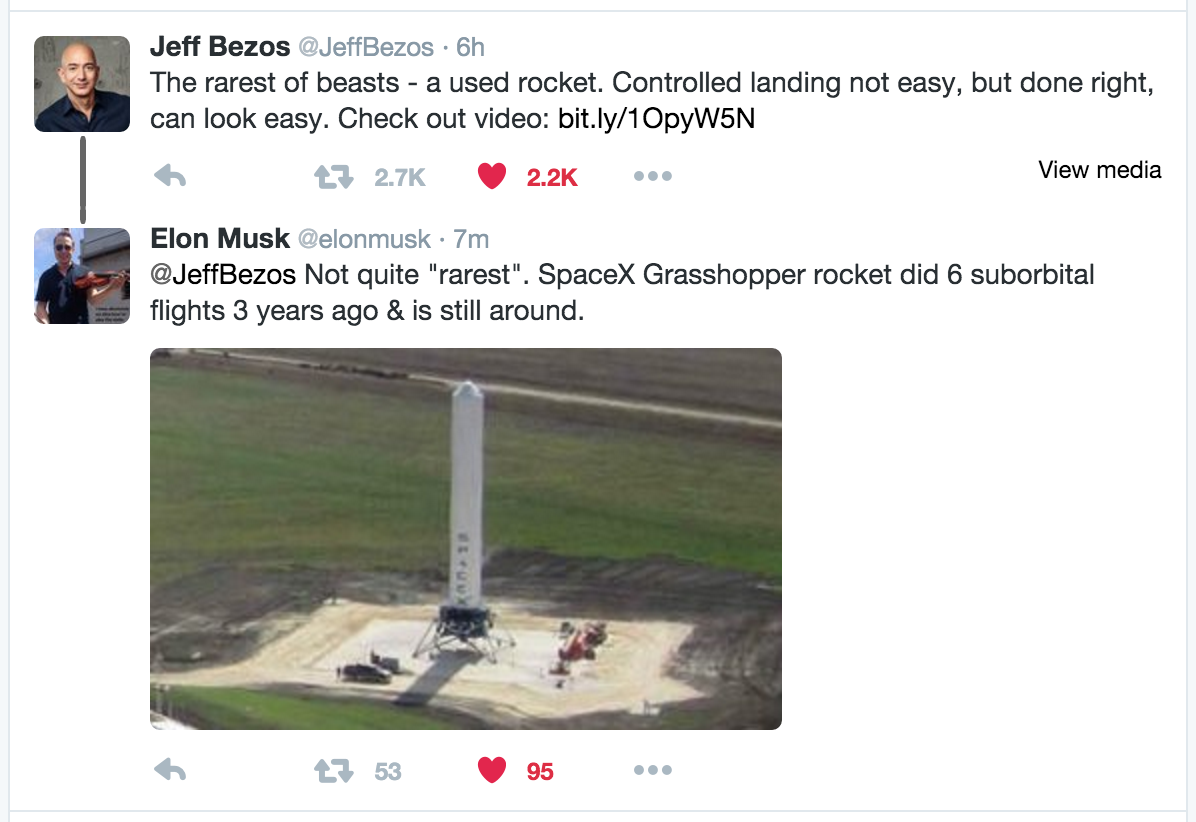 Jeff Bezos @JeffBezos · 6h
The rarest of beasts - a used rocket. Controlled landing not easy, but done right,
can look easy. Check out video: bit.ly/1OpyW5N
2.7K 2.2K View media
Elon Musk @elonmusk · 7m
@JeffBezos Not quite "rarest". SpaceX Grasshopper rocket did 6 suborbital
flights 3 years ago & is still around.
SPACEX
53 95